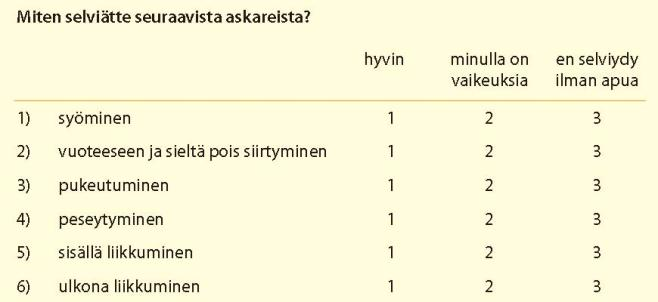 Miten selviätte seuraavista askareista?
hyvin minulla on en selviydy
vaikeuksia ilman apua
1) syöminen 1 2 3
2) vuoteeseen ja sieltä pois siirtyminen 1 2 3
3) pukeutuminen 1 2 3
4) peseytyminen 1 2 3
5) sisällä liikkuminen 1 2 3
6) ulkona liikkuminen 1 2 3